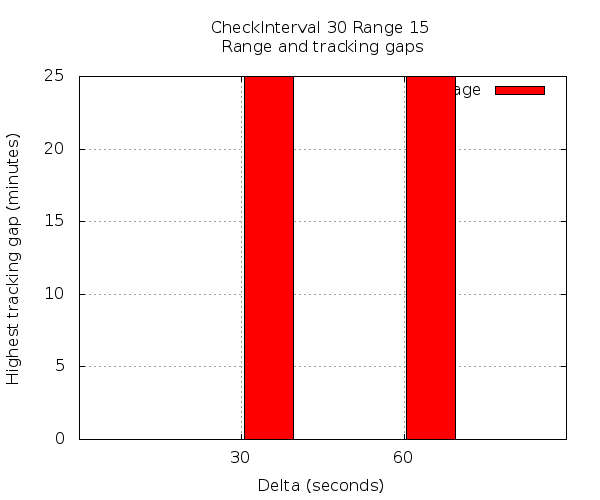 CheckInterval 30 Range 15
Range and tracking gaps
25
20
15
10
5
0
30
60
Highest tracking gap (minutes)
Delta (seconds)